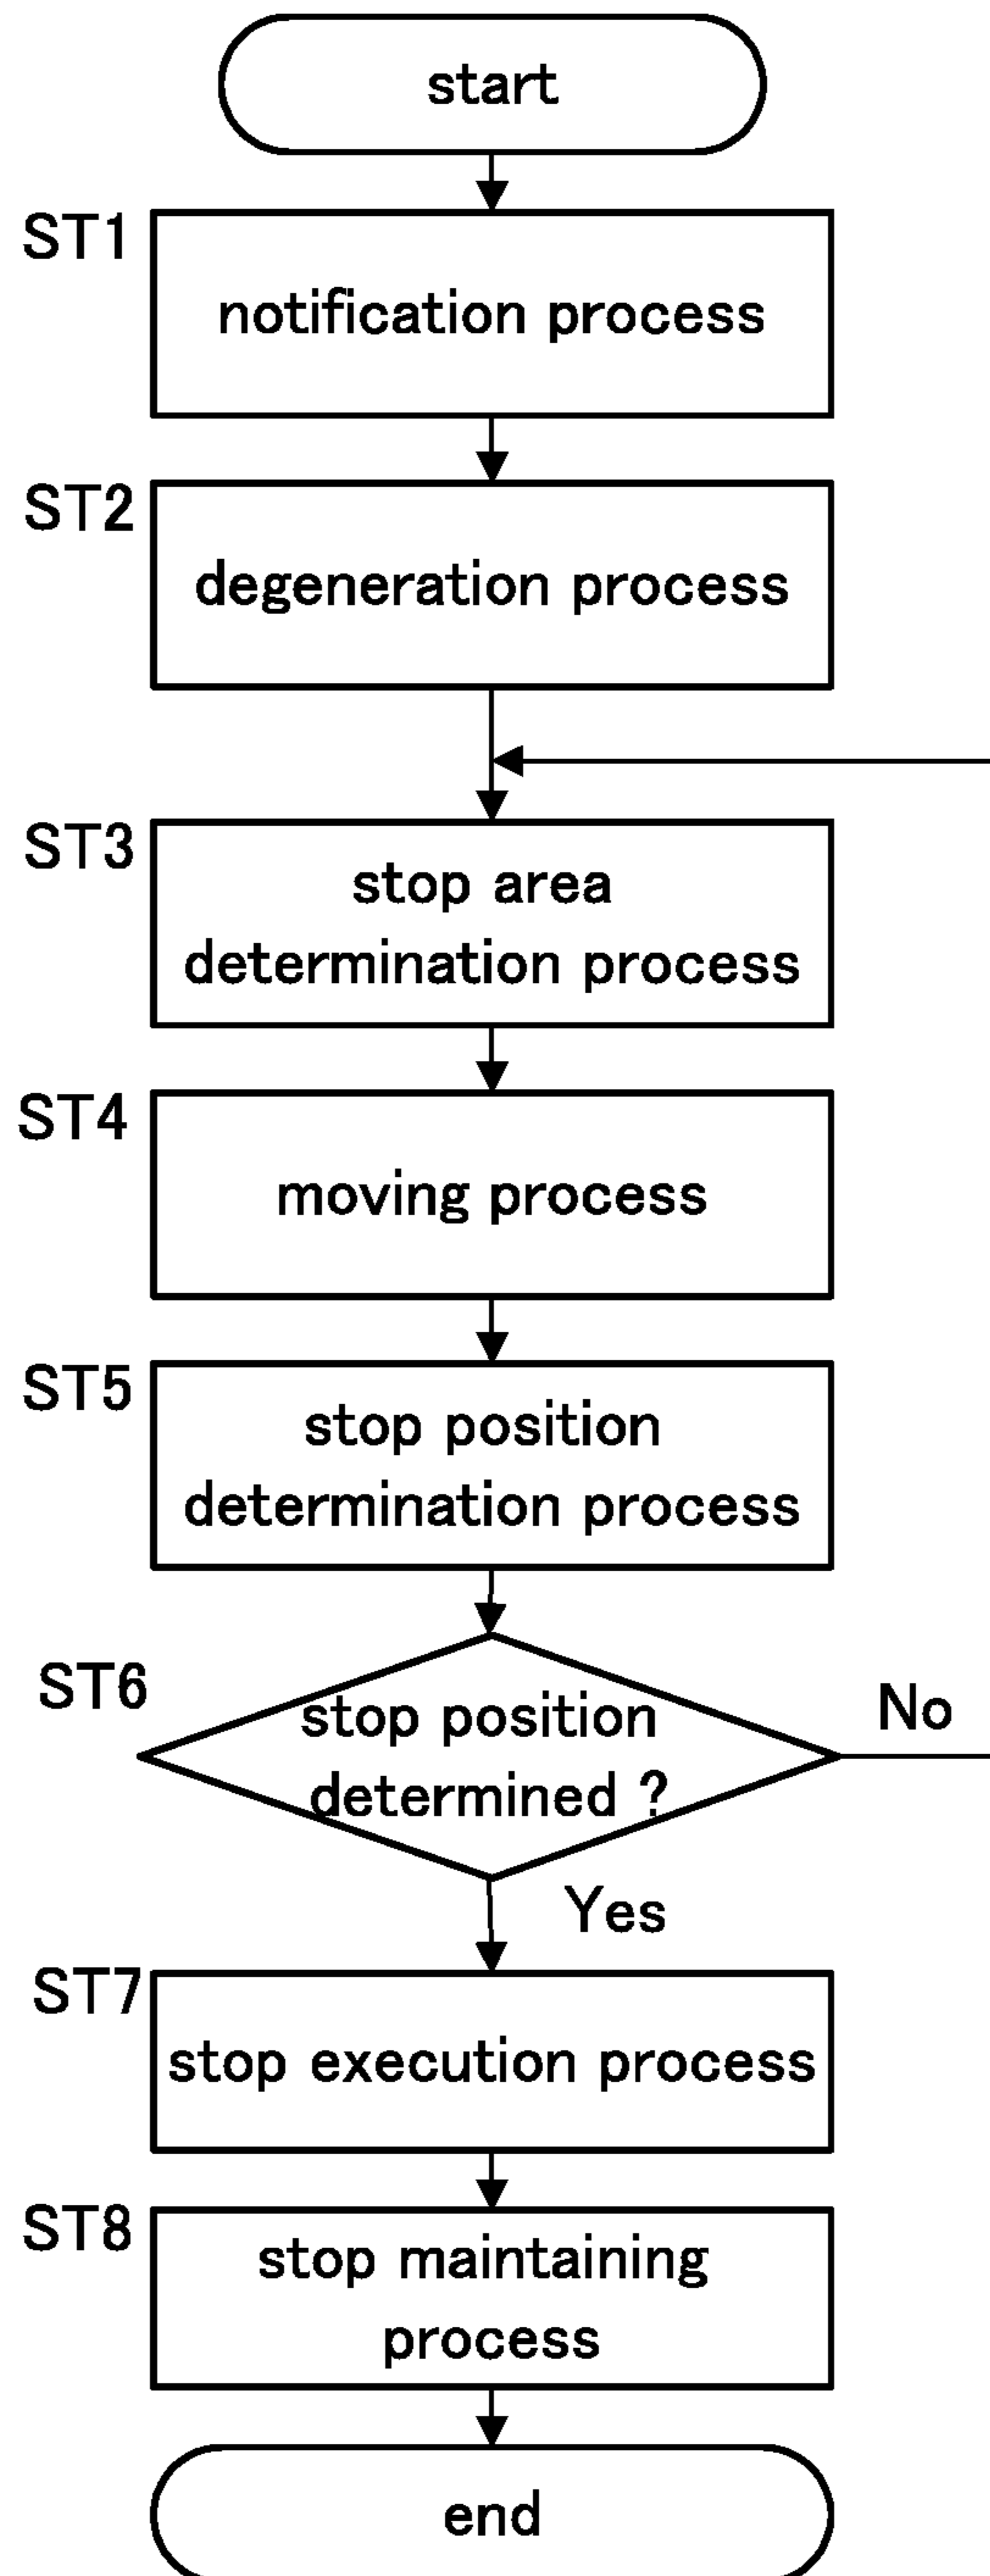 start
ST1
notification process
ST2
degeneration process
ST3
stop area
determination process
ST4
moving process
ST5
stop position
determination process
ST6
stop position
determined ?
No
Yes
ST7
stop execution process
ST8
stop maintaining
process
end